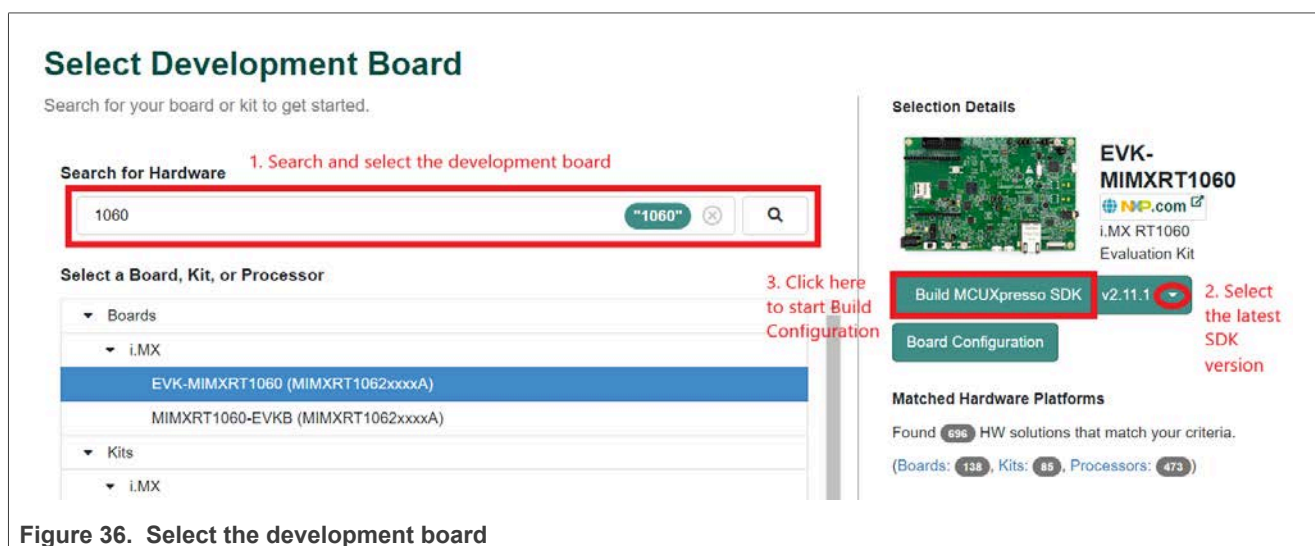 Select Development Board
Search for your board or kit to get started.
Search for Hardware
1. Search and select the development board
1060
"1060"
Select a Board, Kit, or Processor
Boards
i.MX
EVK-MIMXRT1060 (MIMXRT1062xxxxA)
MIMXRT1060-EVKB (MIMXRT1062xxxxA)
Kits
i.MX
3. Click here
to start Build
Configuration
Selection Details
EVK-
MIMXRT1060
NXP.com
i.MX RT1060
Evaluation Kit
Build MCUXpresso SDK v2.11.1
2. Select
the latest
SDK
version
Board Configuration
Matched Hardware Platforms
Found 696 HW solutions that match your criteria.
(Boards: 138, Kits: 85, Processors: 473)
Figure 36. Select the development board